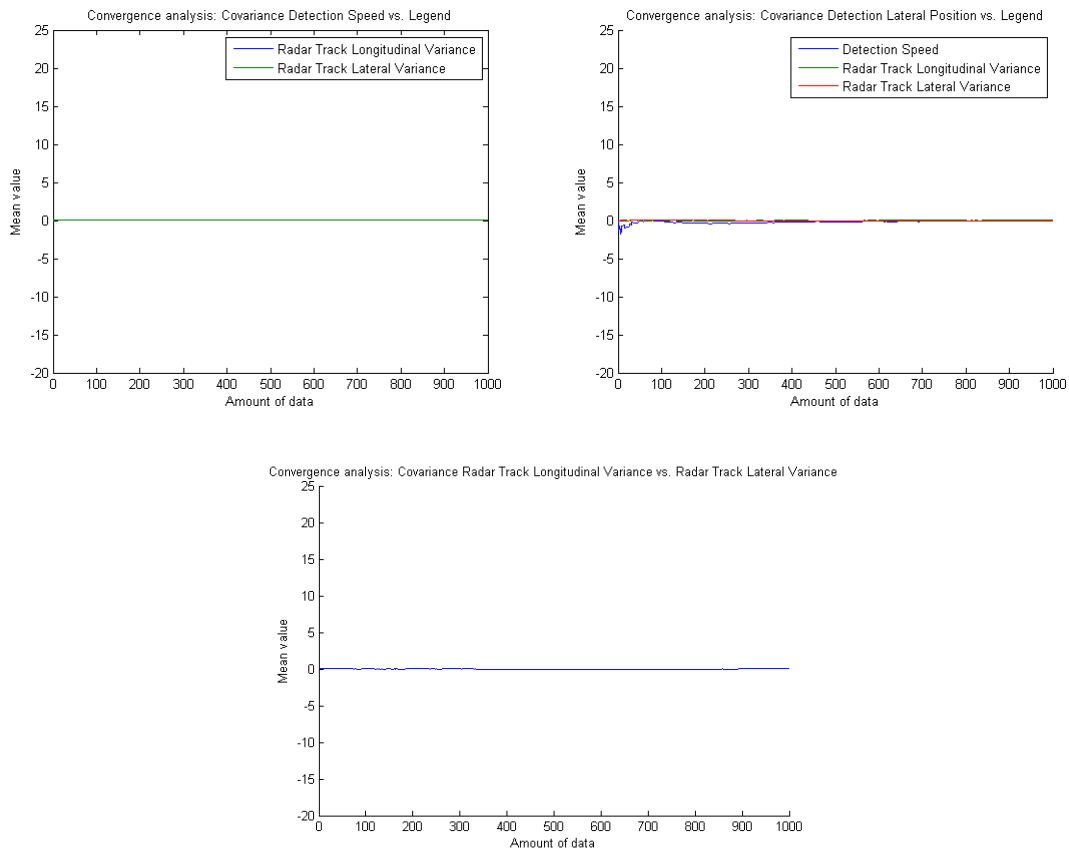 Convergence analysis: Covariance Detection Speed vs. Legend
25
20
15
10
5
0
-5
-10
-15
-20
Mean value
Radar Track Longitudinal Variance
Radar Track Lateral Variance
0 100 200 300 400 500 600 700 800 900 1000
Amount of data
Convergence analysis: Covariance Detection Lateral Position vs. Legend
25
20
15
10
5
0
-5
-10
-15
-20
Mean value
Detection Speed
Radar Track Longitudinal Variance
Radar Track Lateral Variance
0 100 200 300 400 500 600 700 800 900 1000
Amount of data
Convergence analysis: Covariance Radar Track Longitudinal Variance vs. Radar Track Lateral Variance
25
20
15
10
5
0
-5
-10
-15
-20
Mean value
0 100 200 300 400 500 600 700 800 900 1000
Amount of data